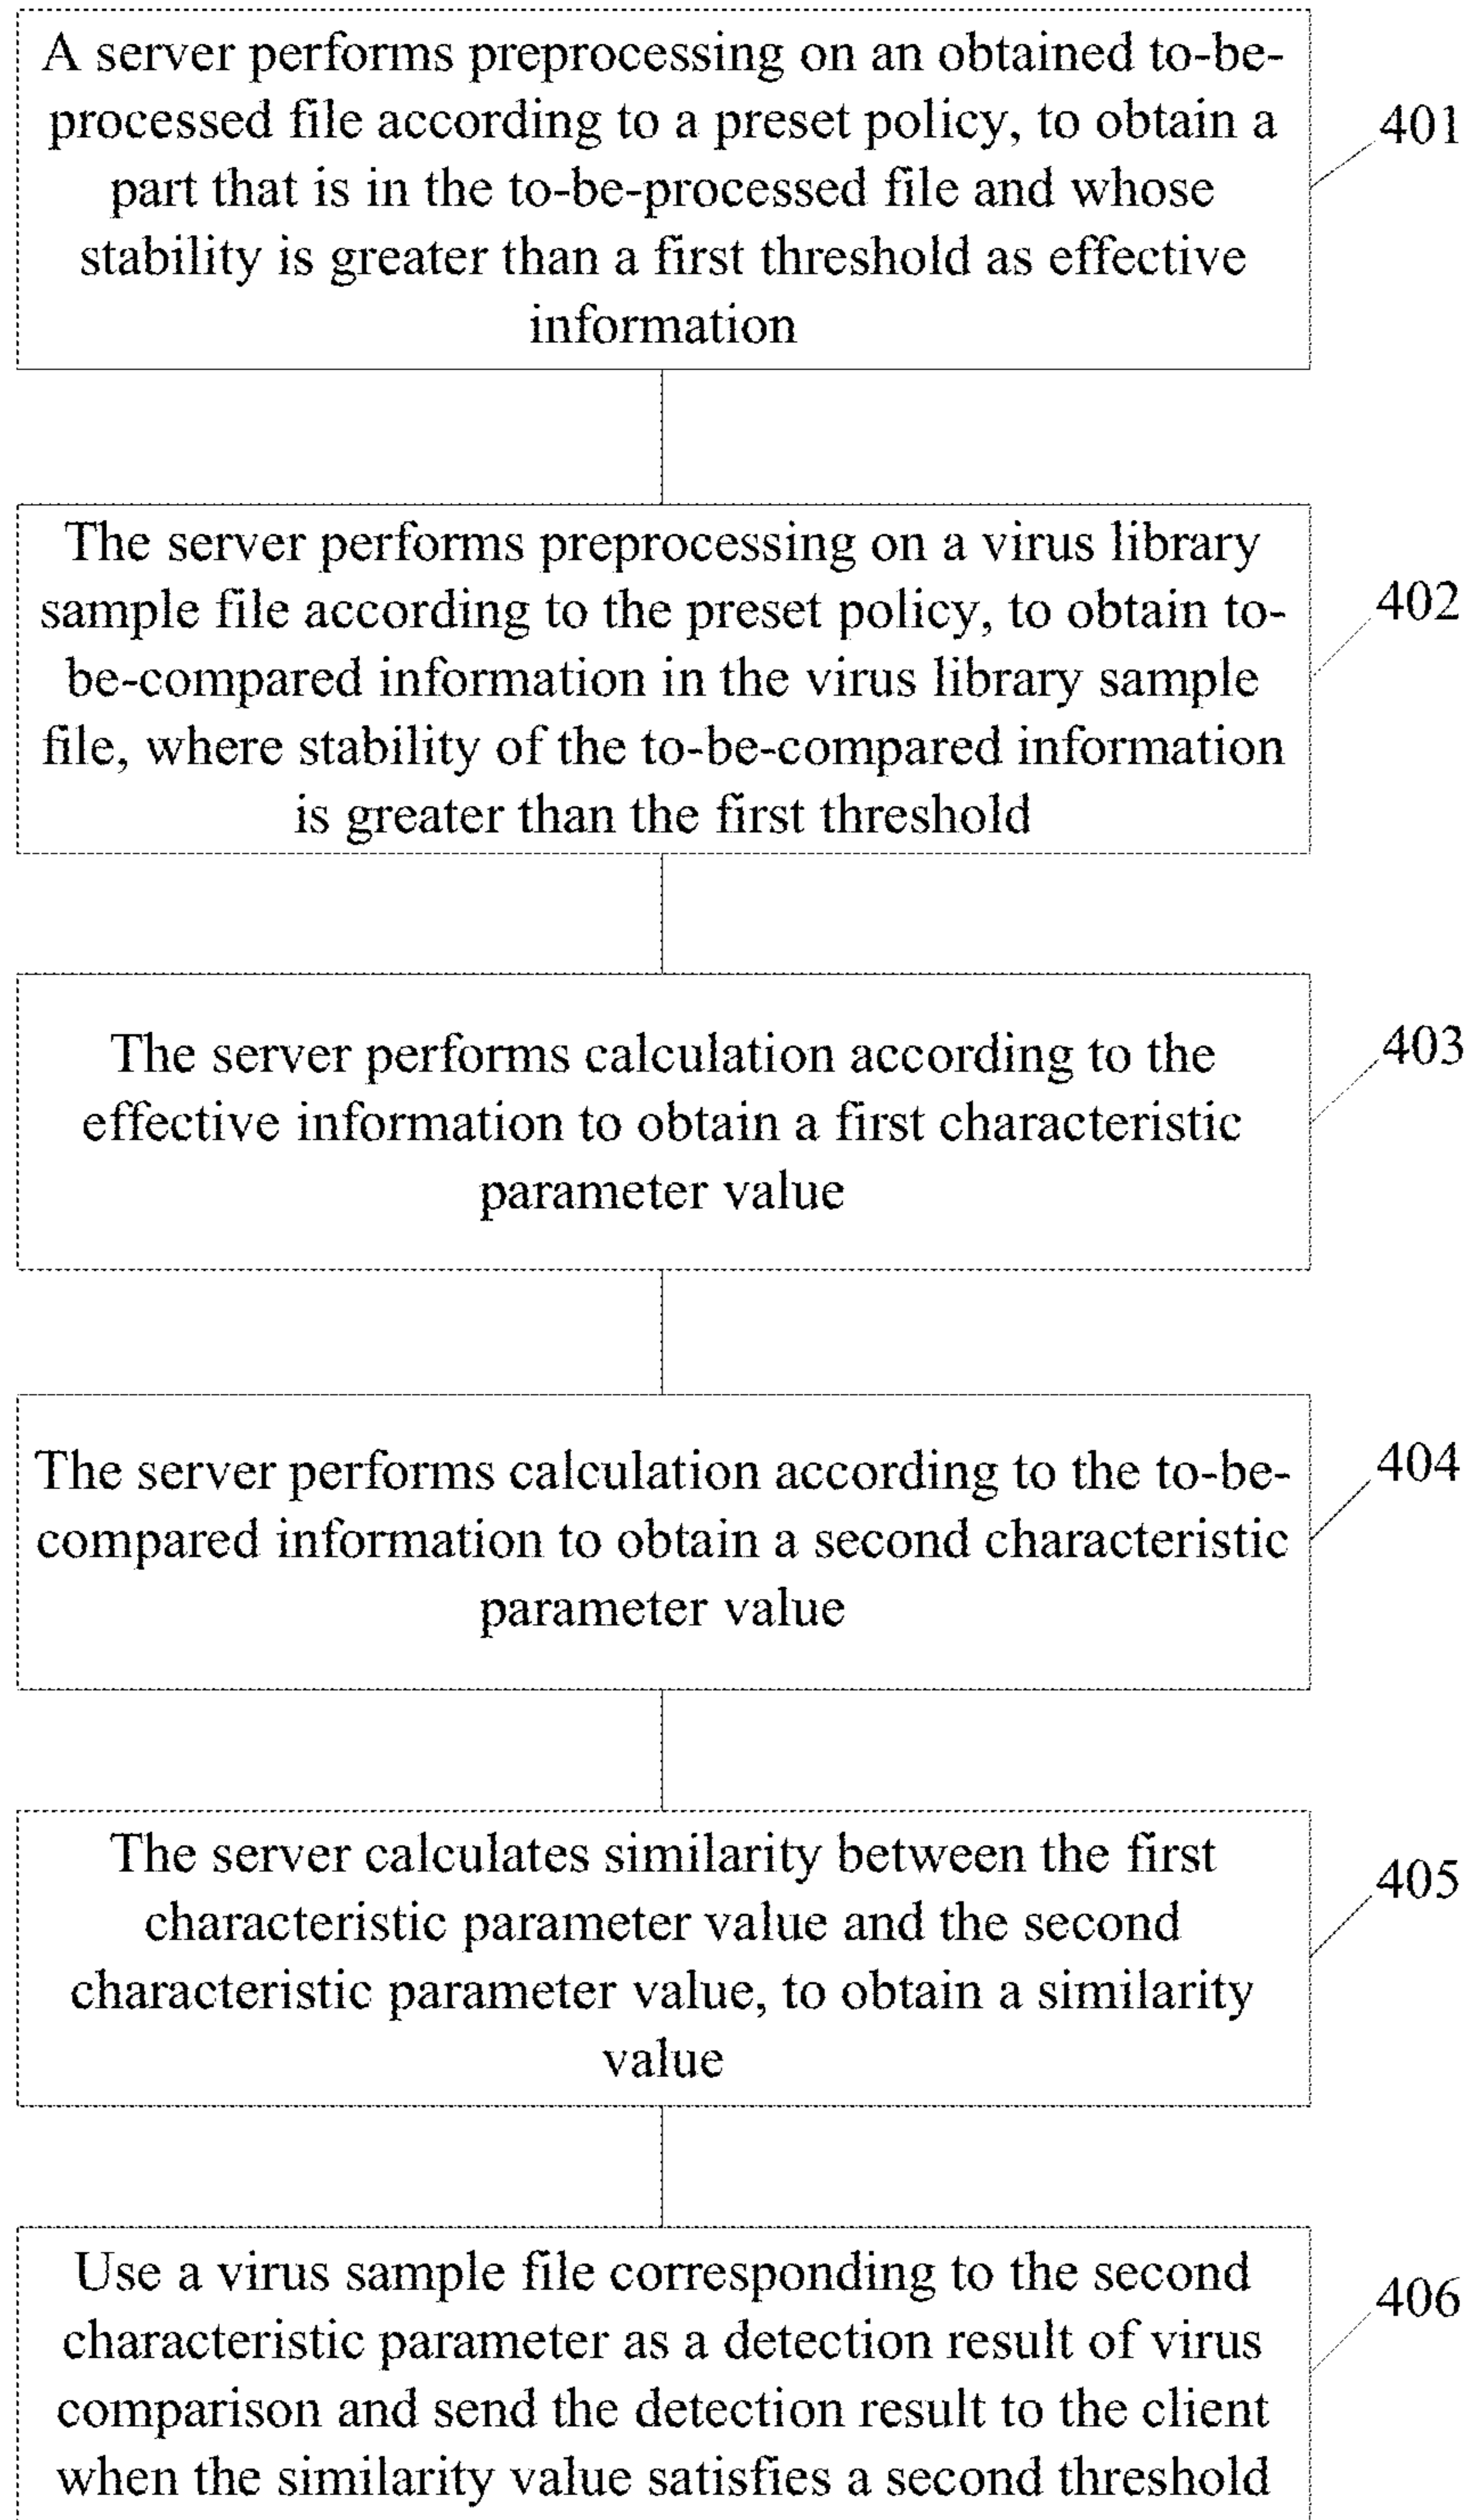 A server performs preprocessing on an obtained to-be-
processed file according to a preset policy, to obtain a
part that is in the to-be-processed file and whose
stability is greater than a first threshold as effective
information
401
The server performs preprocessing on a virus library
sample file according to the preset policy, to obtain to-
be-compared information in the virus library sample
file, where stability of the to-be-compared information
is greater than the first threshold
402
The server performs calculation according to the
effective information to obtain a first characteristic
parameter value
403
The server performs calculation according to the to-be-
compared information to obtain a second characteristic
parameter value
404
The server calculates similarity between the first
characteristic parameter value and the second
characteristic parameter value, to obtain a similarity
value
405
Use a virus sample file corresponding to the second
characteristic parameter as a detection result of virus
comparison and send the detection result to the client
when the similarity value satisfies a second threshold
406